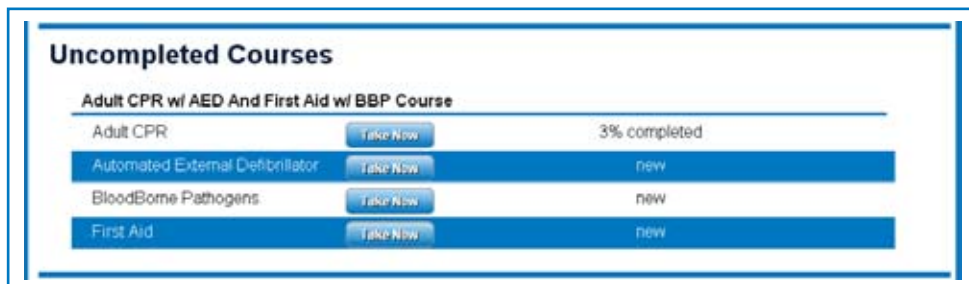 Uncompleted Courses
Adult CPR w/ AED And First Aid w/ BBP Course
Adult CPR Take Now 3% completed
Automated External Defibrillator Take Now new
BloodBorne Pathogens Take Now new
First Aid Take Now new